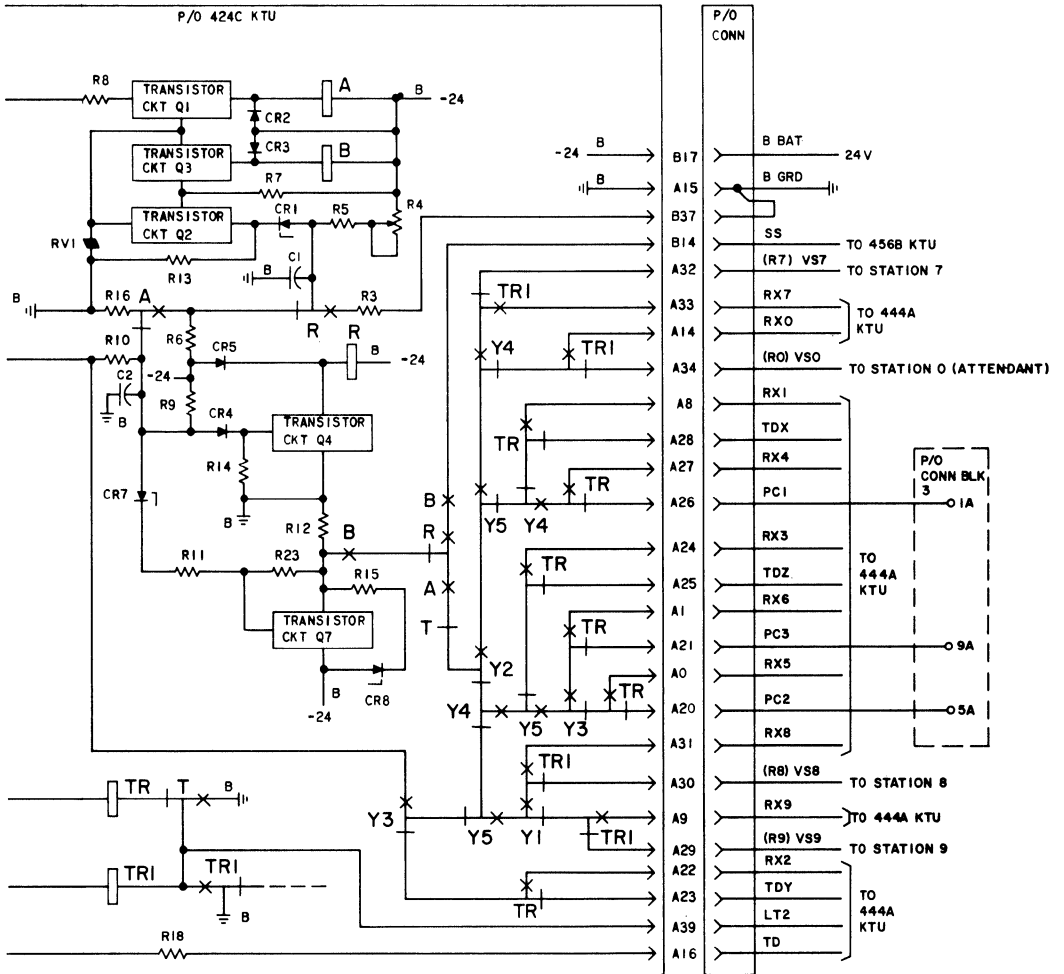 P/O 424C KTU
P/O
CONN
R8
TRANSISTOR
CKT Q1
A
B
-24
CR2
CR3
TRANSISTOR
CKT Q3
B
R7
TRANSISTOR
CKT Q2
CR1
R5
R4
RV1
R13
B
C1
B
R16
A
R
R3
R10
R6
CR5
R
B
-24
C2
-24
B
R9
CR4
TRANSISTOR
CKT Q4
R14
B
CR7
R12
B
R11
R23
R15
TRANSISTOR
CKT Q7
B
-24
CR8
B
R
R
A
T
TR1
Y4
TR1
TR
TR
Y5
Y4
TR
TR
Y2
Y4
Y5
Y3
TR
TR1
Y3
Y5
Y1
TR1
TR
TR
T
B
TR1
TR1
B
R18
-24
B
B17
B BAT
24V
B
A15
B GRD
B37
B14
SS
TO 456B KTU
A32
(R7) VS7
TO STATION 7
A33
RX7
TO 444A
KTU
A14
RX0
A34
(R0) VS0
TO STATION 0 (ATTENDANT)
A8
RX1
A28
TDX
A27
RX4
A26
PC1
A24
RX3
A25
TDZ
TO
444A
KTU
A1
RX6
A21
PC3
A0
RX5
A20
PC2
A31
RX8
P/O
CONN BLK
3
1A
9A
5A
A30
(R8) VS8
TO STATION 8
A9
RX9
TO 444A KTU
A29
(R9) VS9
TO STATION 9
A22
RX2
A23
TDY
TO
444A
KTU
A39
LT2
A16
TD